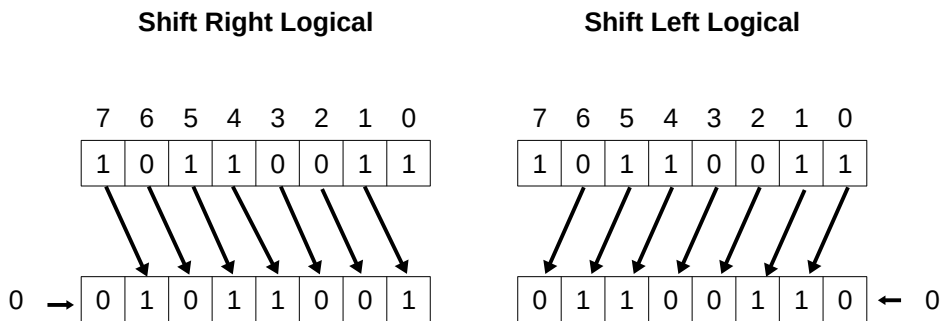 Shift Right Logical
7 6 5 4 3 2 1 0
1 0 1 1 0 0 1 1
0 0 1 0 1 1 0 0 1
Shift Left Logical
7 6 5 4 3 2 1 0
1 0 1 1 0 0 1 1
0 1 1 0 0 1 1 0 0